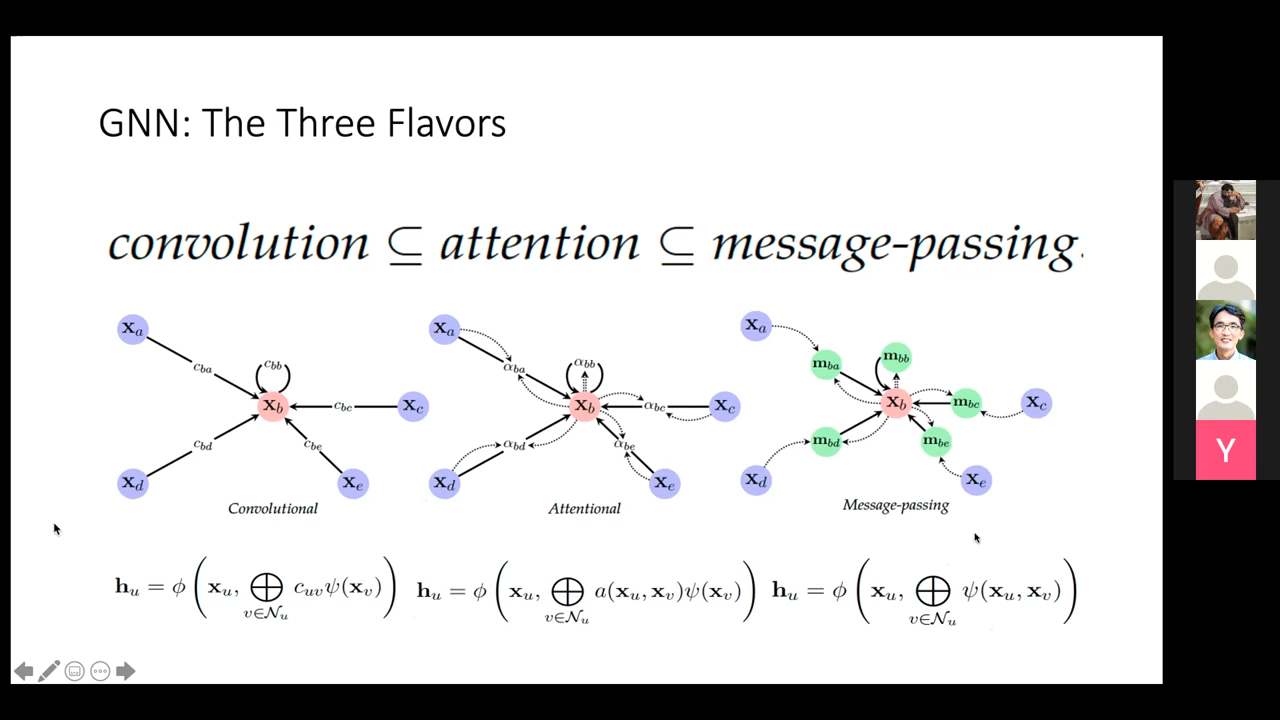 GNN: The Three Flavors
convolution ⊆ attention ⊆ message-passing.
x_a
c_ba
c_bb
x_b
c_bc
x_c
c_bd
c_be
x_d
x_e
Convolutional
x_a
α_ba
α_bb
x_b
α_bc
x_c
α_bd
α_be
x_d
x_e
Attentional
x_a
m_ba
m_bb
x_b
m_bc
x_c
m_bd
m_be
x_d
x_e
Message-passing
h_u = ϕ(x_u, ⊕_{v∈N_u} c_uv ψ(x_v))
h_u = ϕ(x_u, ⊕_{v∈N_u} a(x_u, x_v)ψ(x_v))
h_u = ϕ(x_u, ⊕_{v∈N_u} ψ(x_u, x_v))
Y